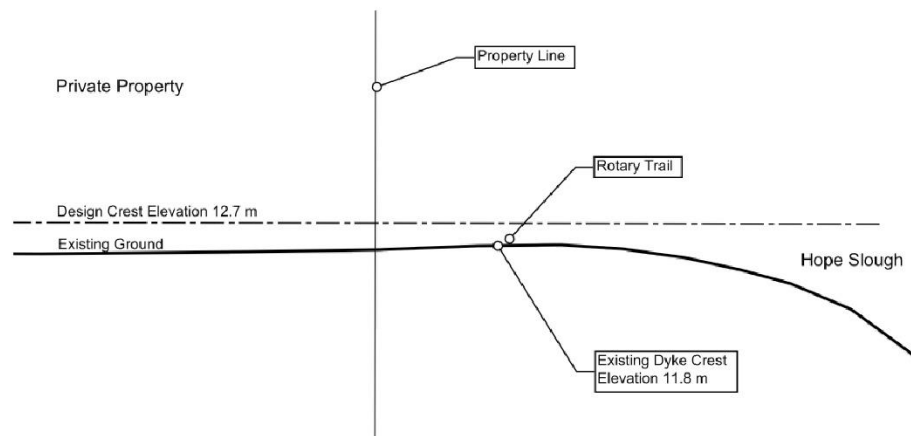 Property Line
Private Property
Rotary Trail
Design Crest Elevation 12.7 m
Existing Ground
Hope Slough
Existing Dyke Crest
Elevation 11.8 m